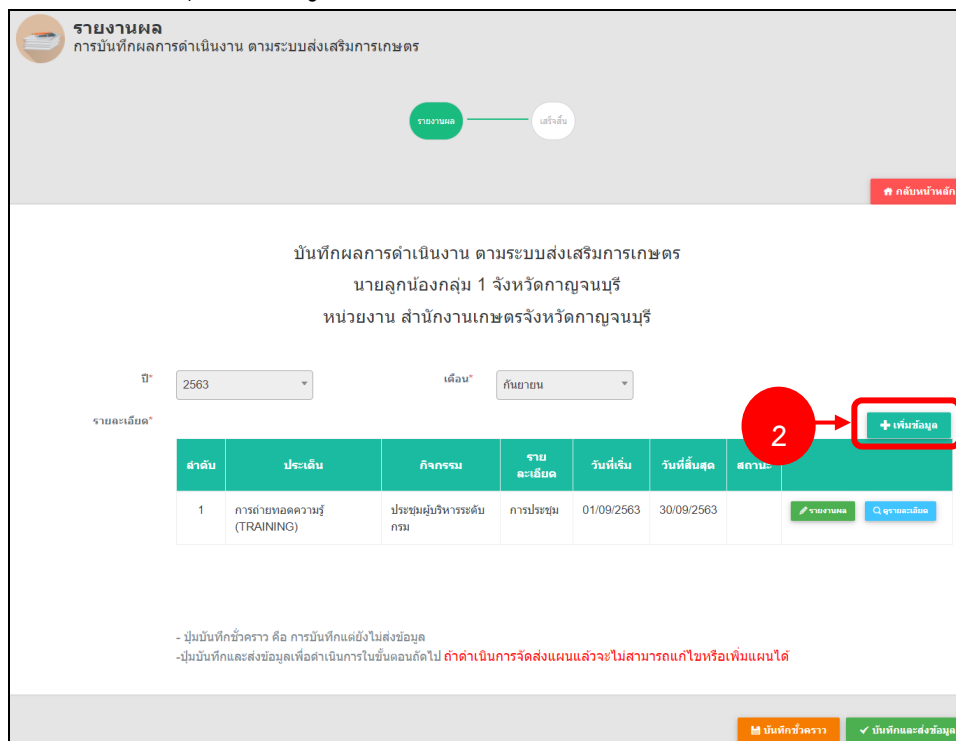 รายงานผล
การบันทึกผลการดำเนินงาน ตามระบบส่งเสริมการเกษตร
รายงานผล
เสร็จสิ้น
กลับหน้าหลัก
บันทึกผลการดำเนินงาน ตามระบบส่งเสริมการเกษตร
นายลูกน้องกลุ่ม 1 จังหวัดกาญจนบุรี
หน่วยงาน สำนักงานเกษตรจังหวัดกาญจนบุรี
ปี* 2563 เดือน* กันยายน
รายละเอียด*
2
เพิ่มข้อมูล
ลำดับ ประเด็น กิจกรรม ราย วันที่เริ่ม วันที่สิ้นสุด สถานะ
ละเอียด
1 การถ่ายทอดความรู้ ประชุมผู้บริหารระดับ การประชุม 01/09/2563 30/09/2563 รายงานผล ดูรายละเอียด
(TRAINING) กรม
- ปุ่มบันทึกชั่วคราว คือ การบันทึกแต่ยังไม่ส่งข้อมูล
-ปุ่มบันทึกและส่งข้อมูลเพื่อดำเนินการในขั้นตอนถัดไป ถ้าดำเนินการจัดส่งแผนแล้วจะไม่สามารถแก้ไขหรือเพิ่มแผนได้
บันทึกชั่วคราว บันทึกและส่งข้อมูล